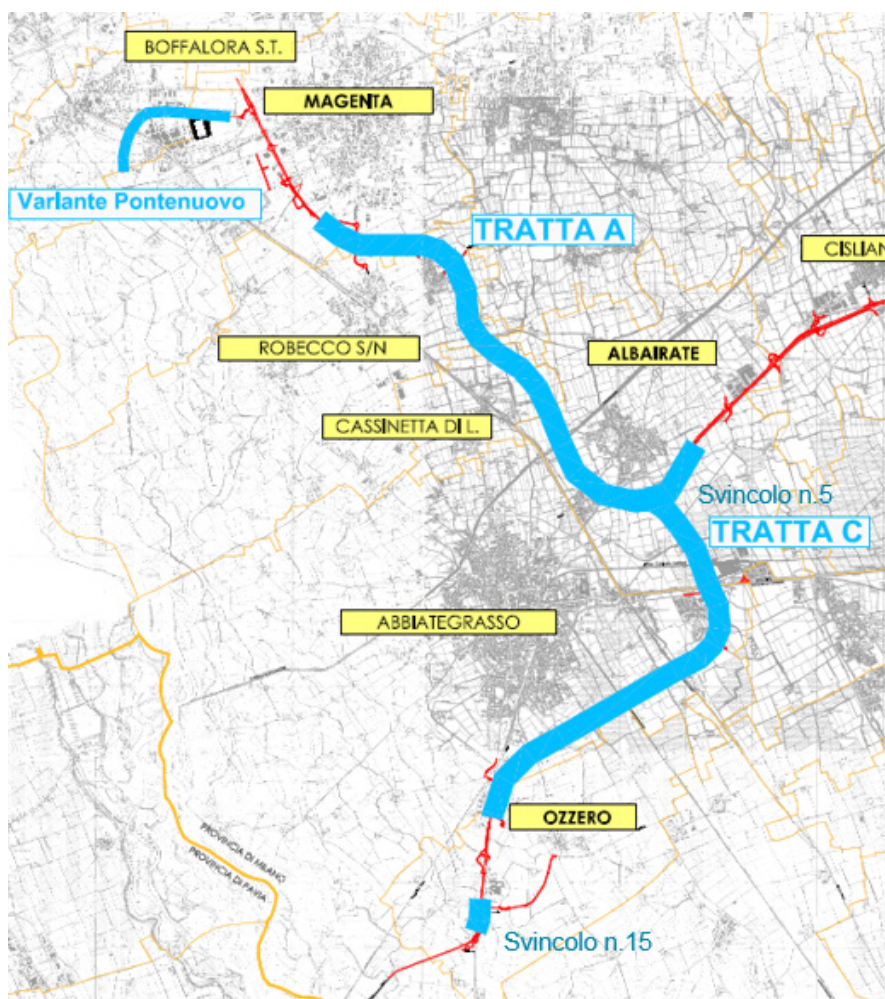 BOFFALORA S.T.
MAGENTA
Variante Pontenuovo
TRATTA A
CISLIAN
ROBECCO S/N
ALBAIRATE
CASSINETTA DI L.
Svincolo n.5
TRATTA C
ABBIATEGRASSO
OZZERO
PROVINCIA DI MILANO
PROVINCIA DI PAVIA
Svincolo n.15